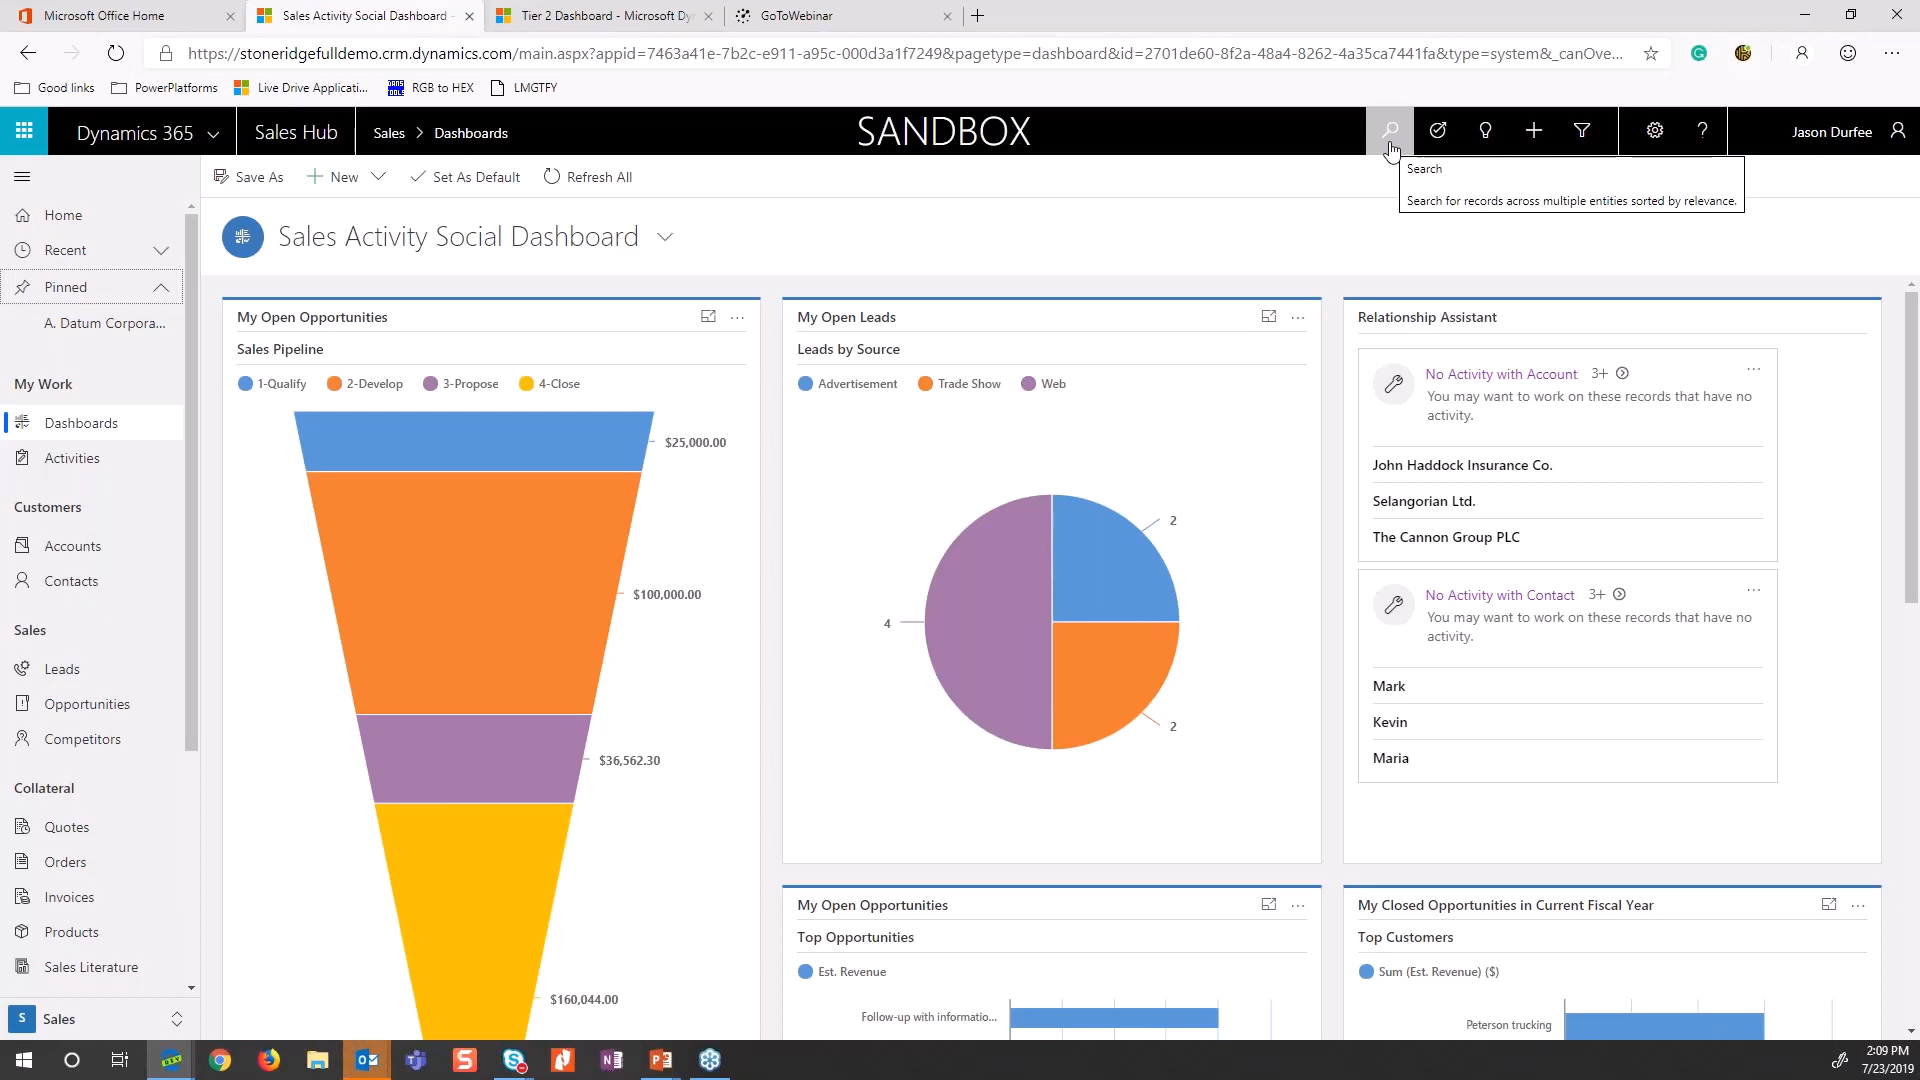 Microsoft Office Home
Sales Activity Social Dashboard -
Tier 2 Dashboard - Microsoft Dy
GoToWebinar
https://stoneridgefulldemo.crm.dynamics.com/main.aspx?appid=7463a41e-7b2c-e911-a95c-000d3a1f7249&pagetype=dashboard&id=2701de60-8f2a-48a4-8262-4a35ca7441fa&type=system&_canOve...
Good links
PowerPlatforms
Live Drive Applicati...
RGB to HEX
LMGTFY
Dynamics 365
Sales Hub
Sales > Dashboards
SANDBOX
Jason Durfee
Search
Search for records across multiple entities sorted by relevance.
Save As
New
Set As Default
Refresh All
Sales Activity Social Dashboard
Home
Recent
Pinned
A. Datum Corpora...
My Work
Dashboards
Activities
Customers
Accounts
Contacts
Sales
Leads
Opportunities
Competitors
Collateral
Quotes
Orders
Invoices
Products
Sales Literature
S Sales
My Open Opportunities
Sales Pipeline
1-Qualify 2-Develop 3-Propose 4-Close
$25,000.00
$100,000.00
$36,562.30
$160,044.00
My Open Leads
Leads by Source
Advertisement Trade Show Web
2
4
2
Relationship Assistant
No Activity with Account 3+
You may want to work on these records that have no
activity.
John Haddock Insurance Co.
Selangorian Ltd.
The Cannon Group PLC
No Activity with Contact 3+
You may want to work on these records that have no
activity.
Mark
Kevin
Maria
My Open Opportunities
Top Opportunities
Est. Revenue
Follow-up with informatio...
My Closed Opportunities in Current Fiscal Year
Top Customers
Sum (Est. Revenue) ($)
Peterson trucking
2:09 PM
7/23/2019